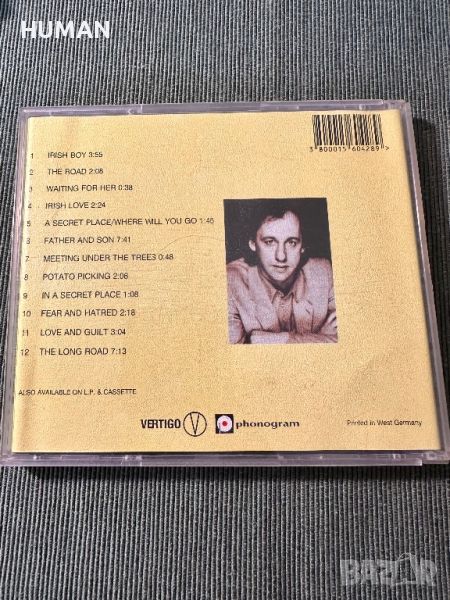 HUMAN
3 800015 604289 >
1 IRISH BOY 3:55
2 THE ROAD 2:08
3 WAITING FOR HER 0:38
4 IRISH LOVE 2:24
5 A SECRET PLACE/WHERE WILL YOU GO 1:45
6 FATHER AND SON 7:41
7 MEETING UNDER THE TREES 0:48
8 POTATO PICKING 2:06
9 IN A SECRET PLACE 1:08
10 FEAR AND HATRED 2:18
11 LOVE AND GUILT 3:04
12 THE LONG ROAD 7:13
ALSO AVAILABLE ON L.P. & CASSETTE
VERTIGO V phonogram Printed in West Germany
BAZAR